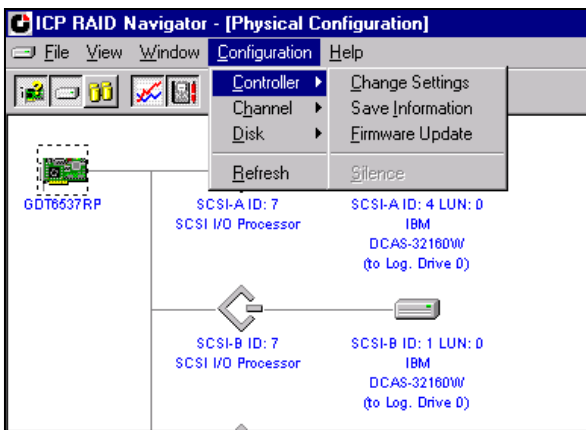 ICP RAID Navigator - [Physical Configuration]
File View Window Configuration Help
Controller
Channel
Disk
Refresh
Change Settings
Save Information
Firmware Update
Silence
GDT6537RP
SCSI-A ID: 7
SCSI I/O Processor
SCSI-A ID: 4 LUN: 0
IBM
DCAS-32160W
(to Log. Drive 0)
SCSI-B ID: 7
SCSI I/O Processor
SCSI-B ID: 1 LUN: 0
IBM
DCAS-32160W
(to Log. Drive 0)